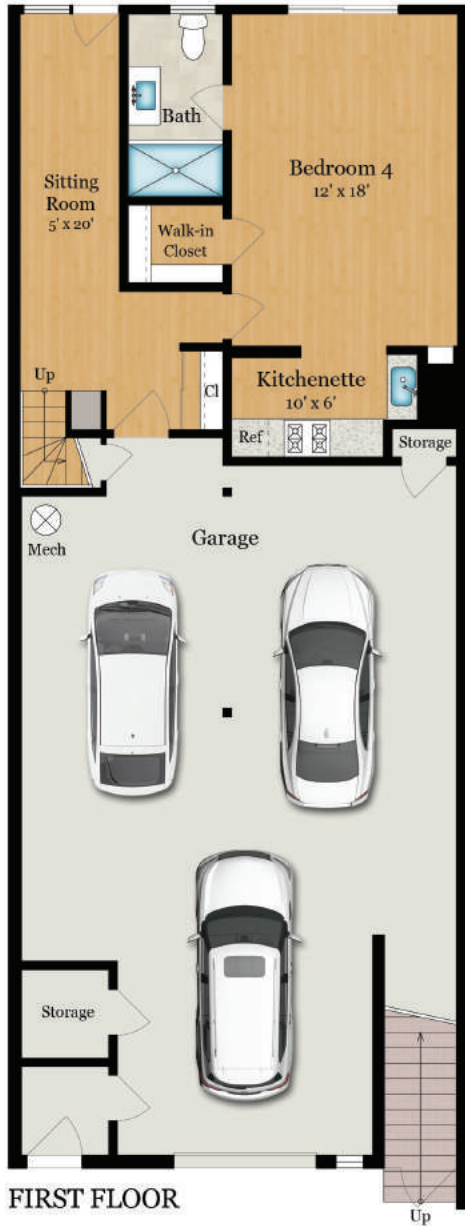 Bath
Bedroom 4
12' x 18'
Sitting
Room
5' x 20'
Walk-in
Closet
Up
Cl
Kitchenette
10' x 6'
Ref
Storage
Mech
Garage
Storage
FIRST FLOOR
Up